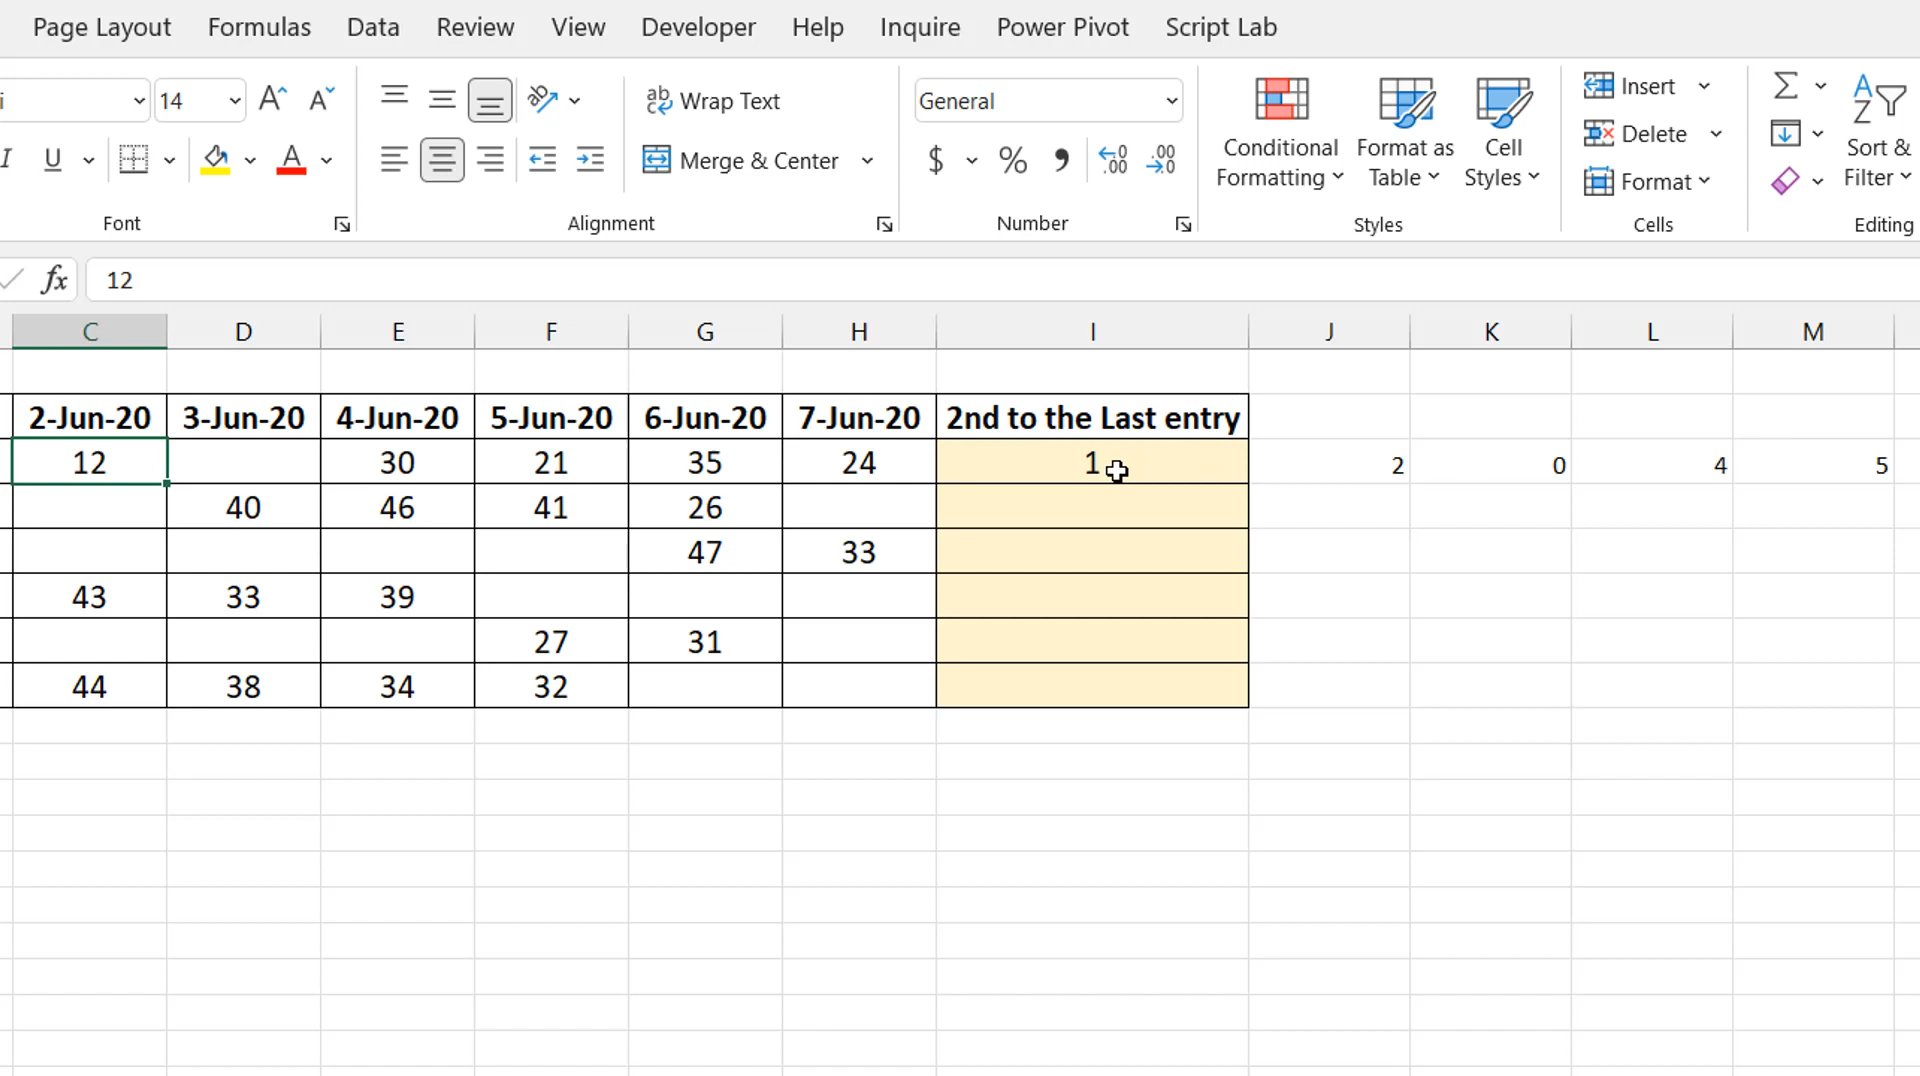 Page Layout Formulas Data Review View Developer Help Inquire Power Pivot Script Lab
14 A A ab Wrap Text General Insert Σ A Z
I U A ab Merge & Center $ % , .00 .00 Conditional Formatting Format as Table Cell Styles Delete Format Sort & Filter
Font Alignment Number Styles Cells Editing
fx 12
C D E F G H I J K L M
2-Jun-20 3-Jun-20 4-Jun-20 5-Jun-20 6-Jun-20 7-Jun-20 2nd to the Last entry
12 30 21 35 24 1 2 0 4 5
40 46 41 26
47 33
43 33 39
27 31
44 38 34 32